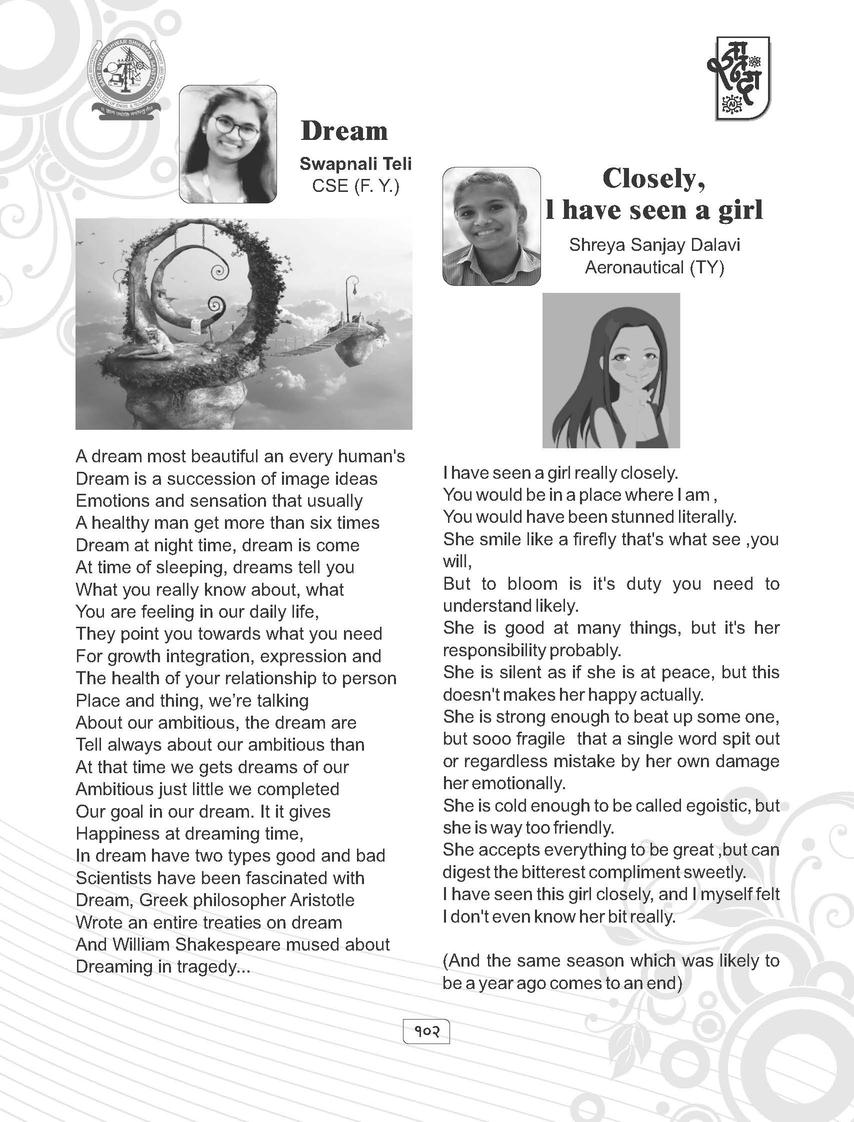 Dream
Swapnali Teli
CSE (F. Y.)
A dream most beautiful an every human's
Dream is a succession of image ideas
Emotions and sensation that usually
A healthy man get more than six times
Dream at night time, dream is come
At time of sleeping, dreams tell you
What you really know about, what
You are feeling in our daily life,
They point you towards what you need
For growth integration, expression and
The health of your relationship to person
Place and thing, we’re talking
About our ambitious, the dream are
Tell always about our ambitious than
At that time we gets dreams of our
Ambitious just little we completed
Our goal in our dream. It it gives
Happiness at dreaming time,
In dream have two types good and bad
Scientists have been fascinated with
Dream, Greek philosopher Aristotle
Wrote an entire treaties on dream
And William Shakespeare mused about
Dreaming in tragedy...
Closely,
I have seen a girl
Shreya Sanjay Dalavi
Aeronautical (TY)
I have seen a girl really closely.
You would be in a place where I am ,
You would have been stunned literally.
She smile like a firefly that's what see ,you
will,
But to bloom is it's duty you need to
understand likely.
She is good at many things, but it's her
responsibility probably.
She is silent as if she is at peace, but this
doesn't makes her happy actually.
She is strong enough to beat up some one,
but sooo fragile that a single word spit out
or regardless mistake by her own damage
her emotionally.
She is cold enough to be called egoistic, but
she is way too friendly.
She accepts everything to be great ,but can
digest the bitterest compliment sweetly.
I have seen this girl closely, and I myself felt
I don't even know her bit really.
(And the same season which was likely to
be a year ago comes to an end)
१०२